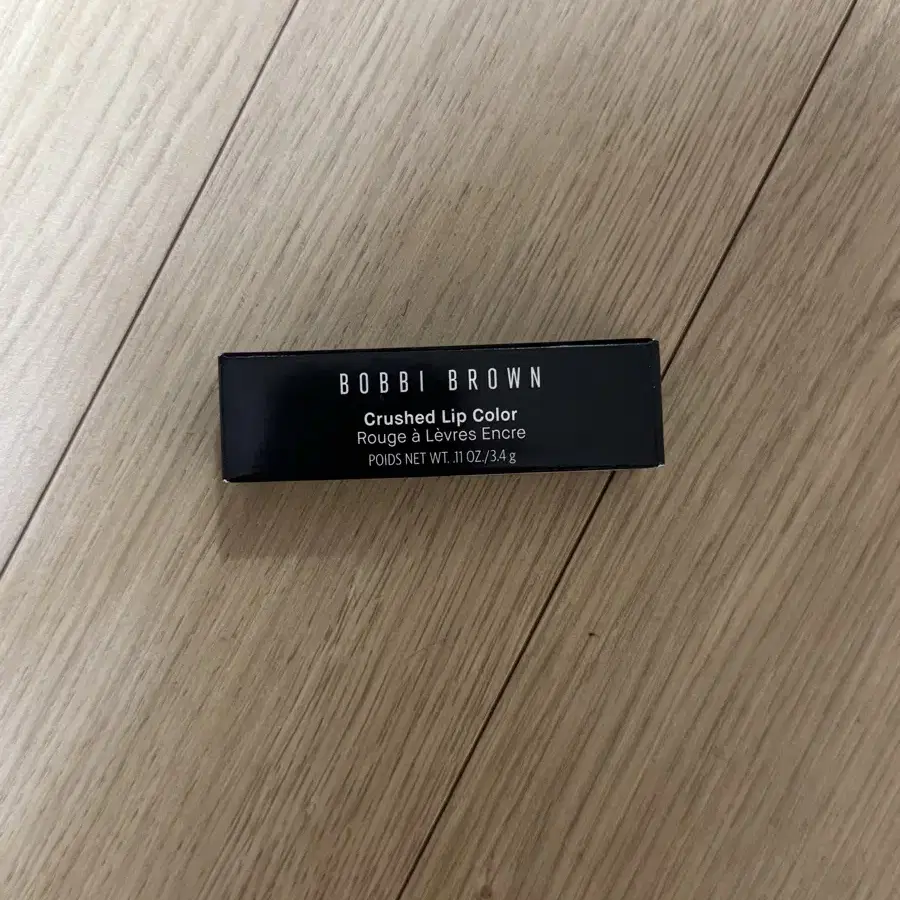 BOBBI BROWN
Crushed Lip Color
Rouge à Lèvres Encre
POIDS NET WT. .11 OZ./3.4 g